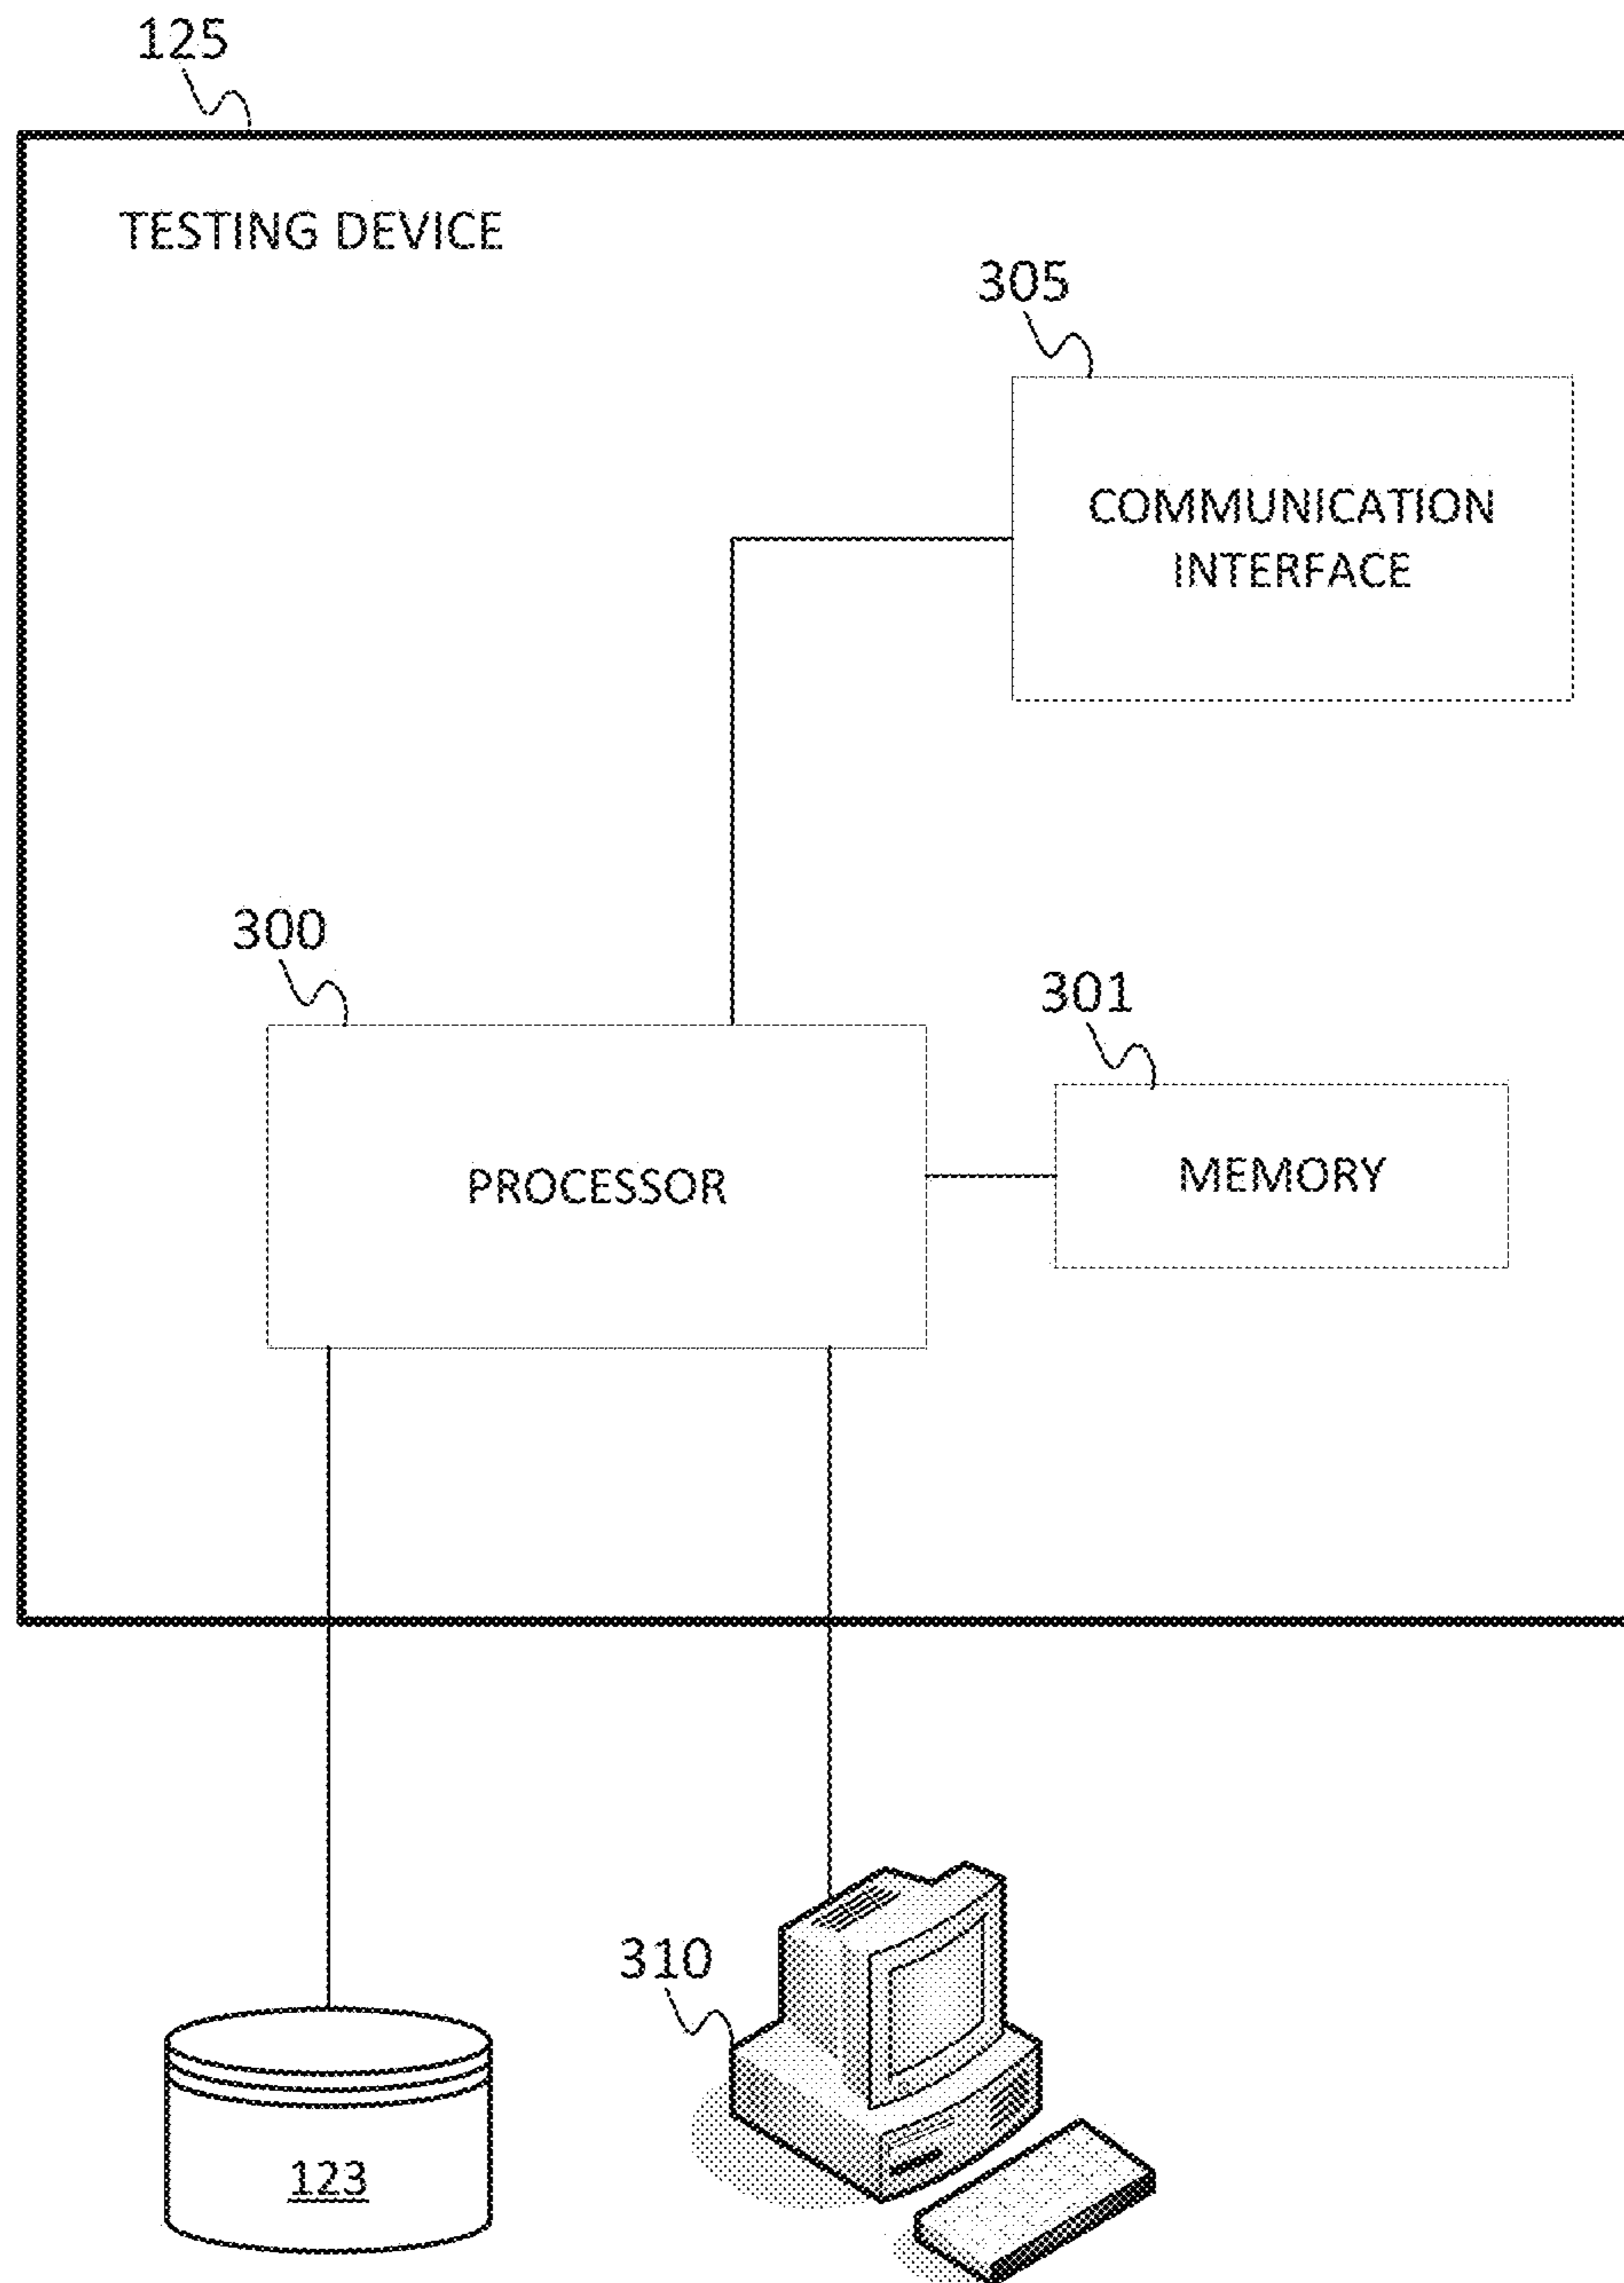 125
TESTING DEVICE
305
COMMUNICATION
INTERFACE
300
301
PROCESSOR
MEMORY
310
123